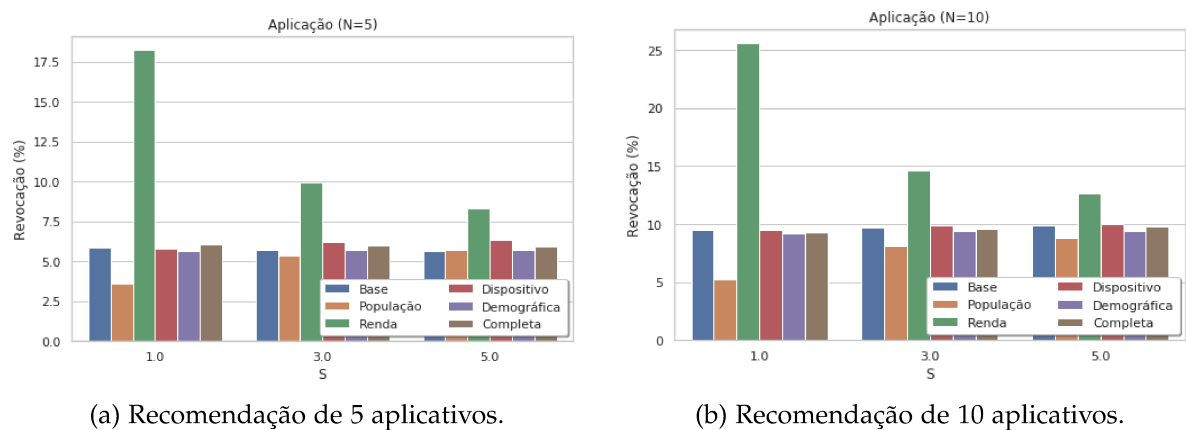 Aplicação (N=5)
Revocação (%)
17.5
15.0
12.5
10.0
7.5
5.0
2.5
0.0
1.0
3.0
5.0
S
Base
População
Renda
Dispositivo
Demográfica
Completa
(a) Recomendação de 5 aplicativos.
Aplicação (N=10)
Revocação (%)
25
20
15
10
5
0
1.0
3.0
5.0
S
Base
População
Renda
Dispositivo
Demográfica
Completa
(b) Recomendação de 10 aplicativos.